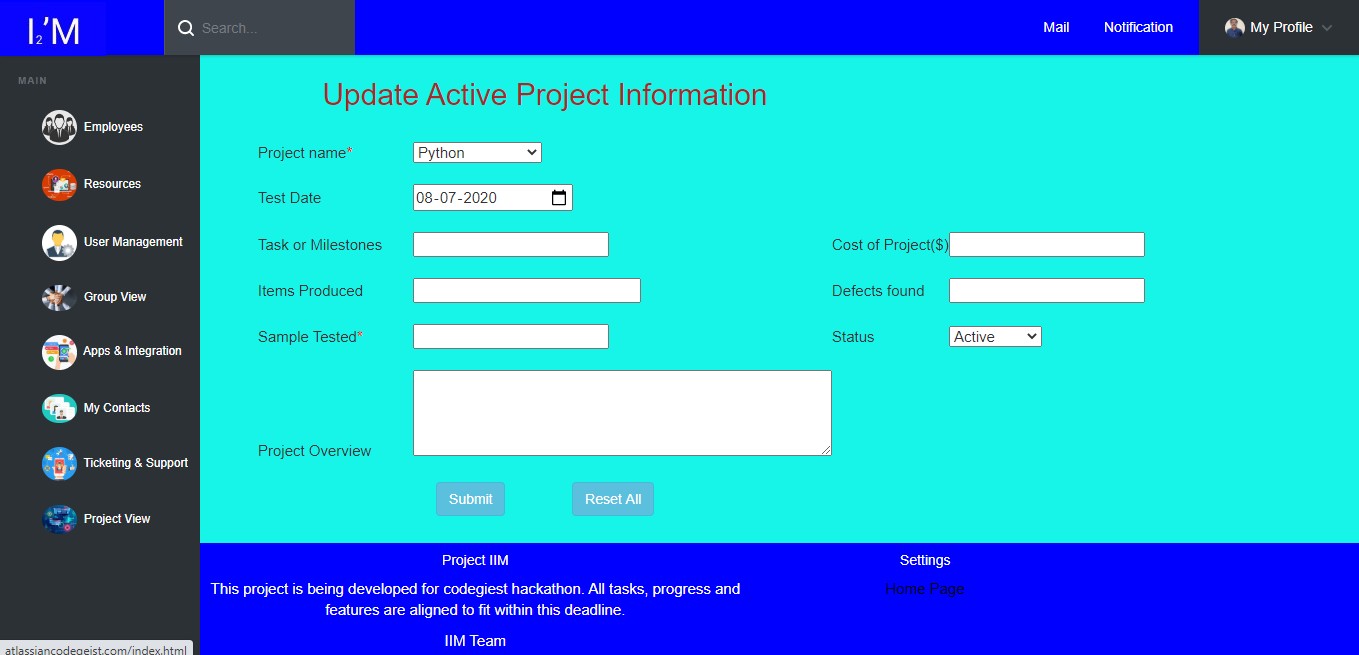 I2'M
Search...
Mail
Notification
My Profile
MAIN
Employees
Resources
User Management
Group View
Apps & Integration
My Contacts
Ticketing & Support
Project View
Update Active Project Information
Project name*
Python
Test Date
08-07-2020
Task or Milestones
Cost of Project($)
Items Produced
Defects found
Sample Tested*
Status
Active
Project Overview
Submit
Reset All
Project IIM
This project is being developed for codegiest hackathon. All tasks, progress and
features are aligned to fit within this deadline.
IIM Team
Settings
Home Page
atlassiancodegeist.com/index.html